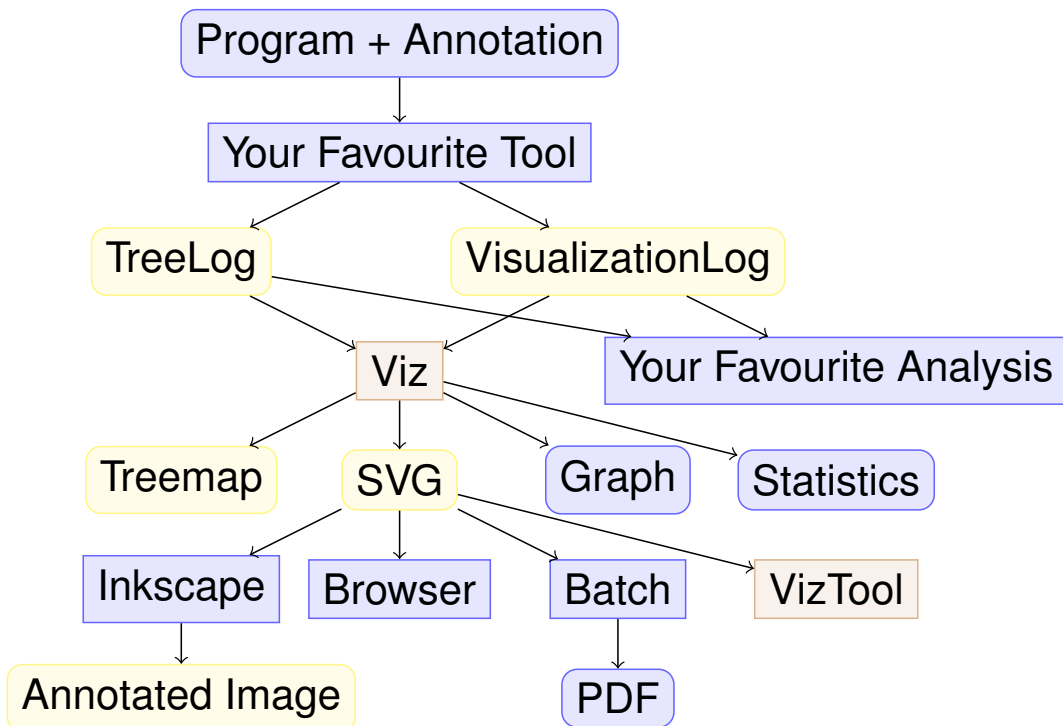 Program + Annotation
Your Favourite Tool
TreeLog
VisualizationLog
Viz
Your Favourite Analysis
Treemap
SVG
Graph
Statistics
Inkscape
Browser
Batch
VizTool
Annotated Image
PDF